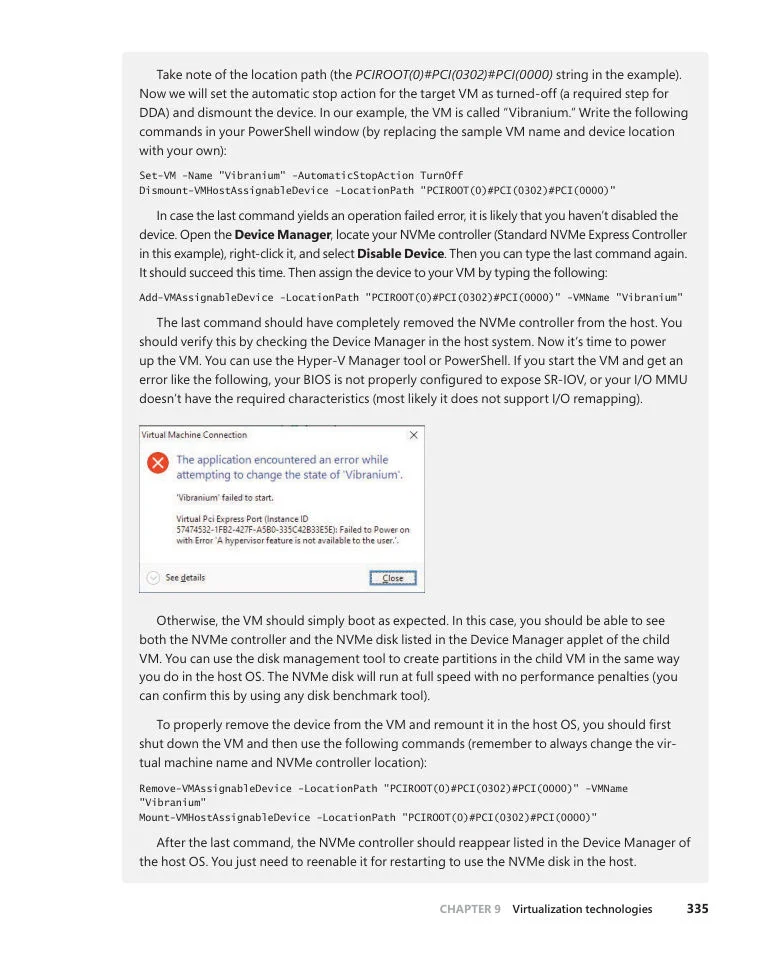 Take note of the location path (the PCIROOT(0)#PCI(0302)#PCI(0000) string in the example).
Now we will set the automatic stop action for the target VM as turned-off (a required step for
DDA) and dismount the device. In our example, the VM is called “Vibranium.” Write the following
commands in your PowerShell window (by replacing the sample VM name and device location
with your own):
Set-VM -Name "Vibranium" -AutomaticStopAction TurnOff
Dismount-VMHostAssignableDevice -LocationPath "PCIROOT(0)#PCI(0302)#PCI(0000)"
In case the last command yields an operation failed error, it is likely that you haven’t disabled the
device. Open the Device Manager, locate your NVMe controller (Standard NVMe Express Controller
in this example), right-click it, and select Disable Device. Then you can type the last command again.
It should succeed this time. Then assign the device to your VM by typing the following:
Add-VMAssignableDevice -LocationPath "PCIROOT(0)#PCI(0302)#PCI(0000)" -VMName "Vibranium"
The last command should have completely removed the NVMe controller from the host. You
should verify this by checking the Device Manager in the host system. Now it’s time to power
up the VM. You can use the Hyper-V Manager tool or PowerShell. If you start the VM and get an
error like the following, your BIOS is not properly configured to expose SR-IOV, or your I/O MMU
doesn’t have the required characteristics (most likely it does not support I/O remapping).
Virtual Machine Connection
The application encountered an error while
attempting to change the state of 'Vibranium'.
'Vibranium' failed to start.
Virtual Pci Express Port (Instance ID
57474532-1FB2-427F-A5B0-335C42B33E5E): Failed to Power on
with Error 'A hypervisor feature is not available to the user.'.
See details
Close
Otherwise, the VM should simply boot as expected. In this case, you should be able to see
both the NVMe controller and the NVMe disk listed in the Device Manager applet of the child
VM. You can use the disk management tool to create partitions in the child VM in the same way
you do in the host OS. The NVMe disk will run at full speed with no performance penalties (you
can confirm this by using any disk benchmark tool).
To properly remove the device from the VM and remount it in the host OS, you should first
shut down the VM and then use the following commands (remember to always change the vir-
tual machine name and NVMe controller location):
Remove-VMAssignableDevice -LocationPath "PCIROOT(0)#PCI(0302)#PCI(0000)" -VMName
"Vibranium"
Mount-VMHostAssignableDevice -LocationPath "PCIROOT(0)#PCI(0302)#PCI(0000)"
After the last command, the NVMe controller should reappear listed in the Device Manager of
the host OS. You just need to reenable it for restarting to use the NVMe disk in the host.
CHAPTER 9 Virtualization technologies 335